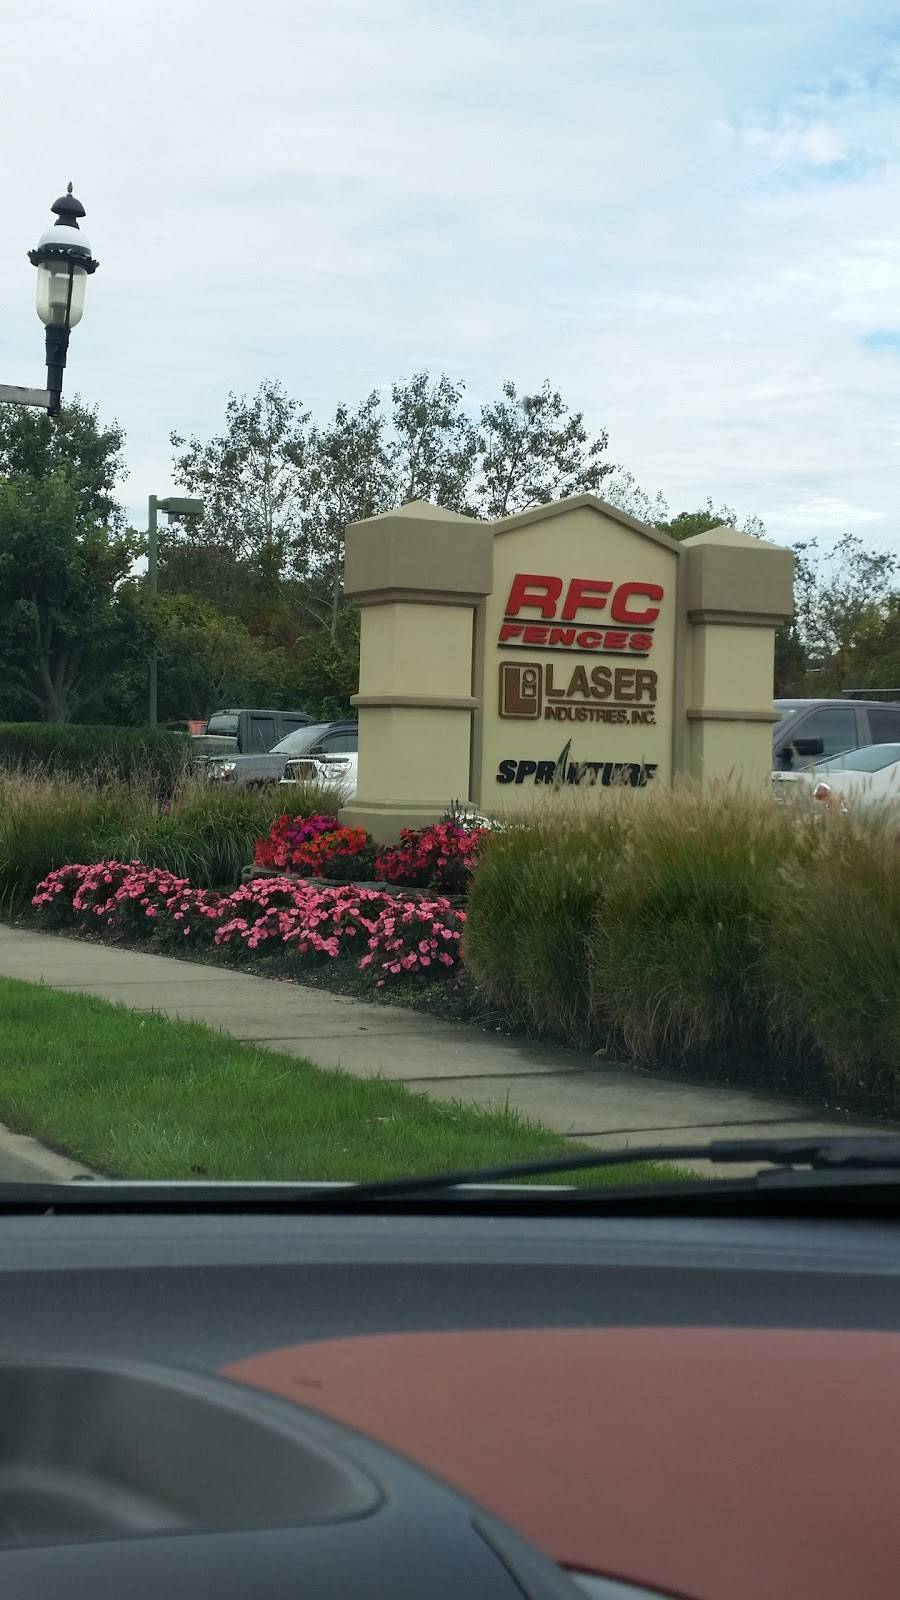 RFC
FENCES
LASER
INDUSTRIES, INC.
SPRINTURF